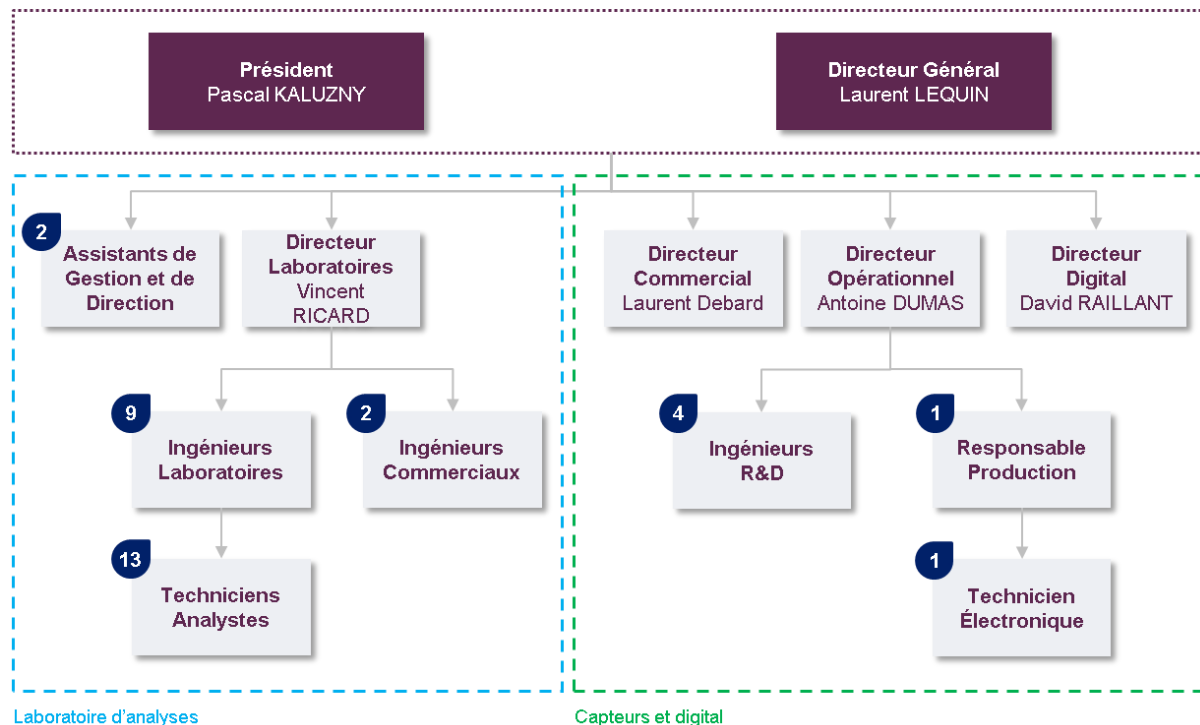 Président
Pascal KALUZNY
Directeur Général
Laurent LEQUIN
2
Assistants de
Gestion et de
Direction
Directeur
Laboratoires
Vincent
RICARD
Directeur
Commercial
Laurent Debard
Directeur
Opérationnel
Antoine DUMAS
Directeur
Digital
David RAILLANT
9
Ingénieurs
Laboratoires
2
Ingénieurs
Commerciaux
4
Ingénieurs
R&D
1
Responsable
Production
13
Techniciens
Analystes
1
Technicien
Électronique
Laboratoire d'analyses
Capteurs et digital